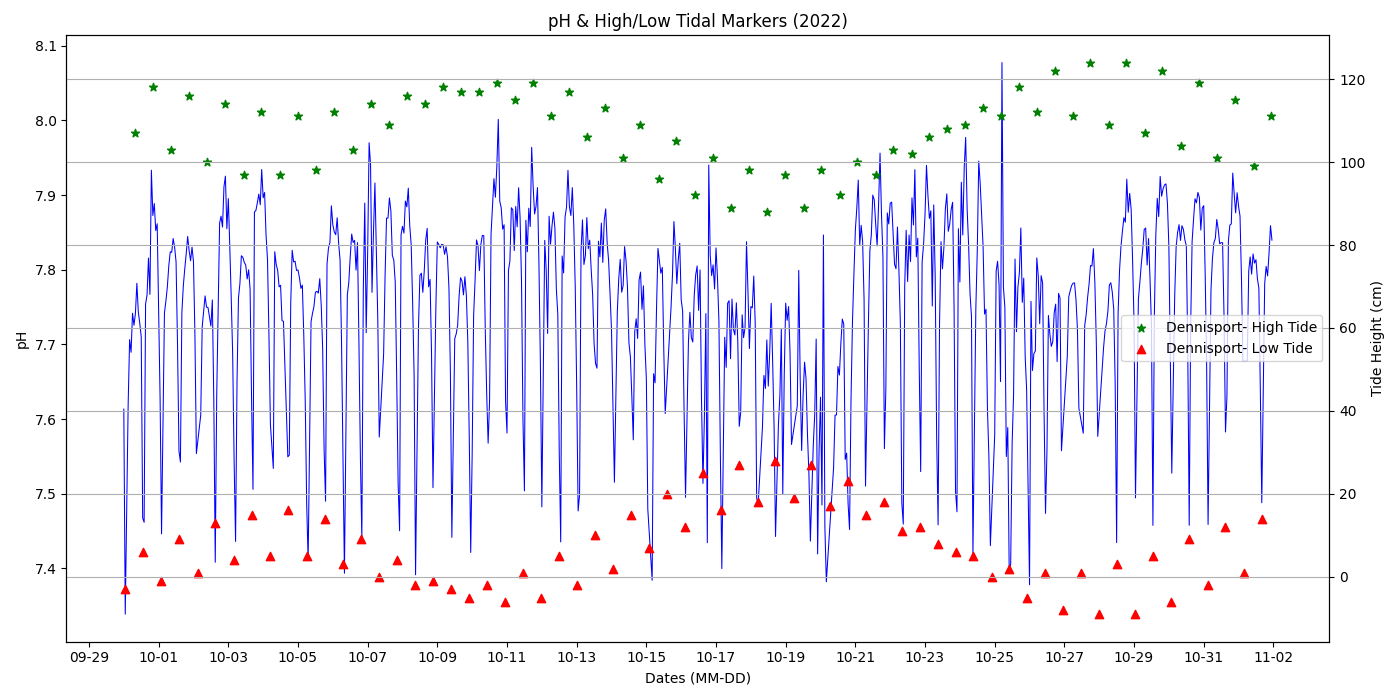 pH & High/Low Tidal Markers (2022)
8.1
8.0
7.9
7.8
7.7
7.6
7.5
7.4
pH
120
100
80
60
40
20
0
Tide Height (cm)
Dennisport- High Tide
Dennisport- Low Tide
09-29 10-01 10-03 10-05 10-07 10-09 10-11 10-13 10-15 10-17 10-19 10-21 10-23 10-25 10-27 10-29 10-31 11-02
Dates (MM-DD)